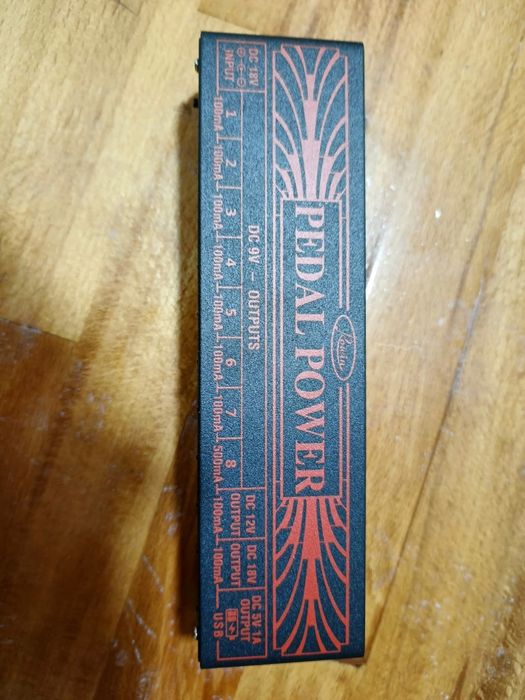 PEDAL POWER
DC 9V OUTPUTS
DC 18V
INPUT
1 2 3 4 5 6 7 8
DC 12V
OUTPUT
DC 18V
OUTPUT
DC 5V 1A
OUTPUT
100mA 100mA 100mA 100mA 100mA 100mA 100mA 500mA 100mA 100mA USB